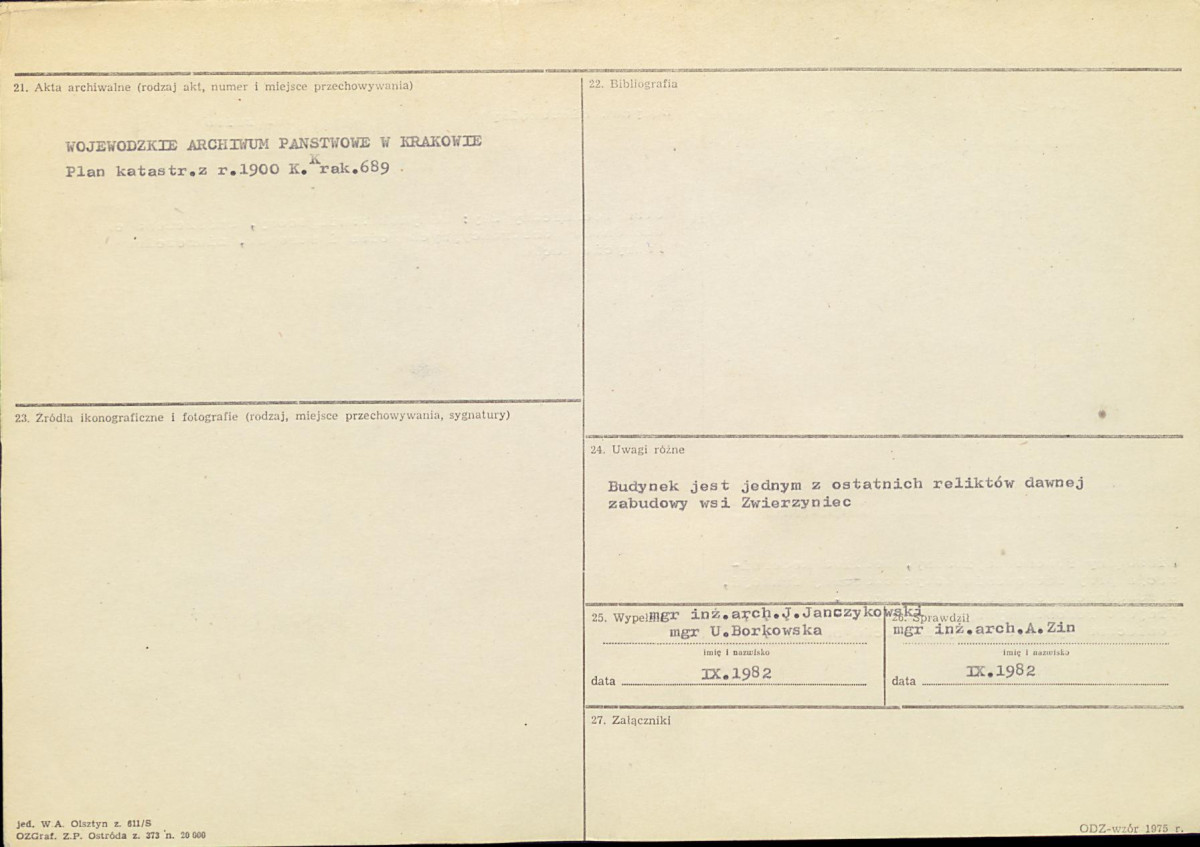 21. Akta archiwalne (rodzaj akt, numer i miejsce przechowywania)
WOJEWODZKIE ARCHIWUM PANSTWOWE W KRAKOWIE
Plan katastr.z r.1900 K.Krak.689
22. Bibliografia
23. Zródła ikonograficzne i fotografie (rodzaj, miejsce przechowywania, sygnatury)
24. Uwagi różne
Budynek jest jednym z ostatnich reliktów dawnej
zabudowy wsi Zwierzyniec
25. Wypełnił mgr inż.arch.J.Janczykowski
mgr U.Borkowska
imię i nazwisko
data IX.1982
26. Sprawdził
mgr inż.arch.A.Zin
imię i nazwisko
data IX.1982
27. Załączniki
jed. W.A. Olsztyn z. 611/S
OZGraf. Z.P. Ostróda z. 373 n. 20 000
ODZ-wzór 1975 r.